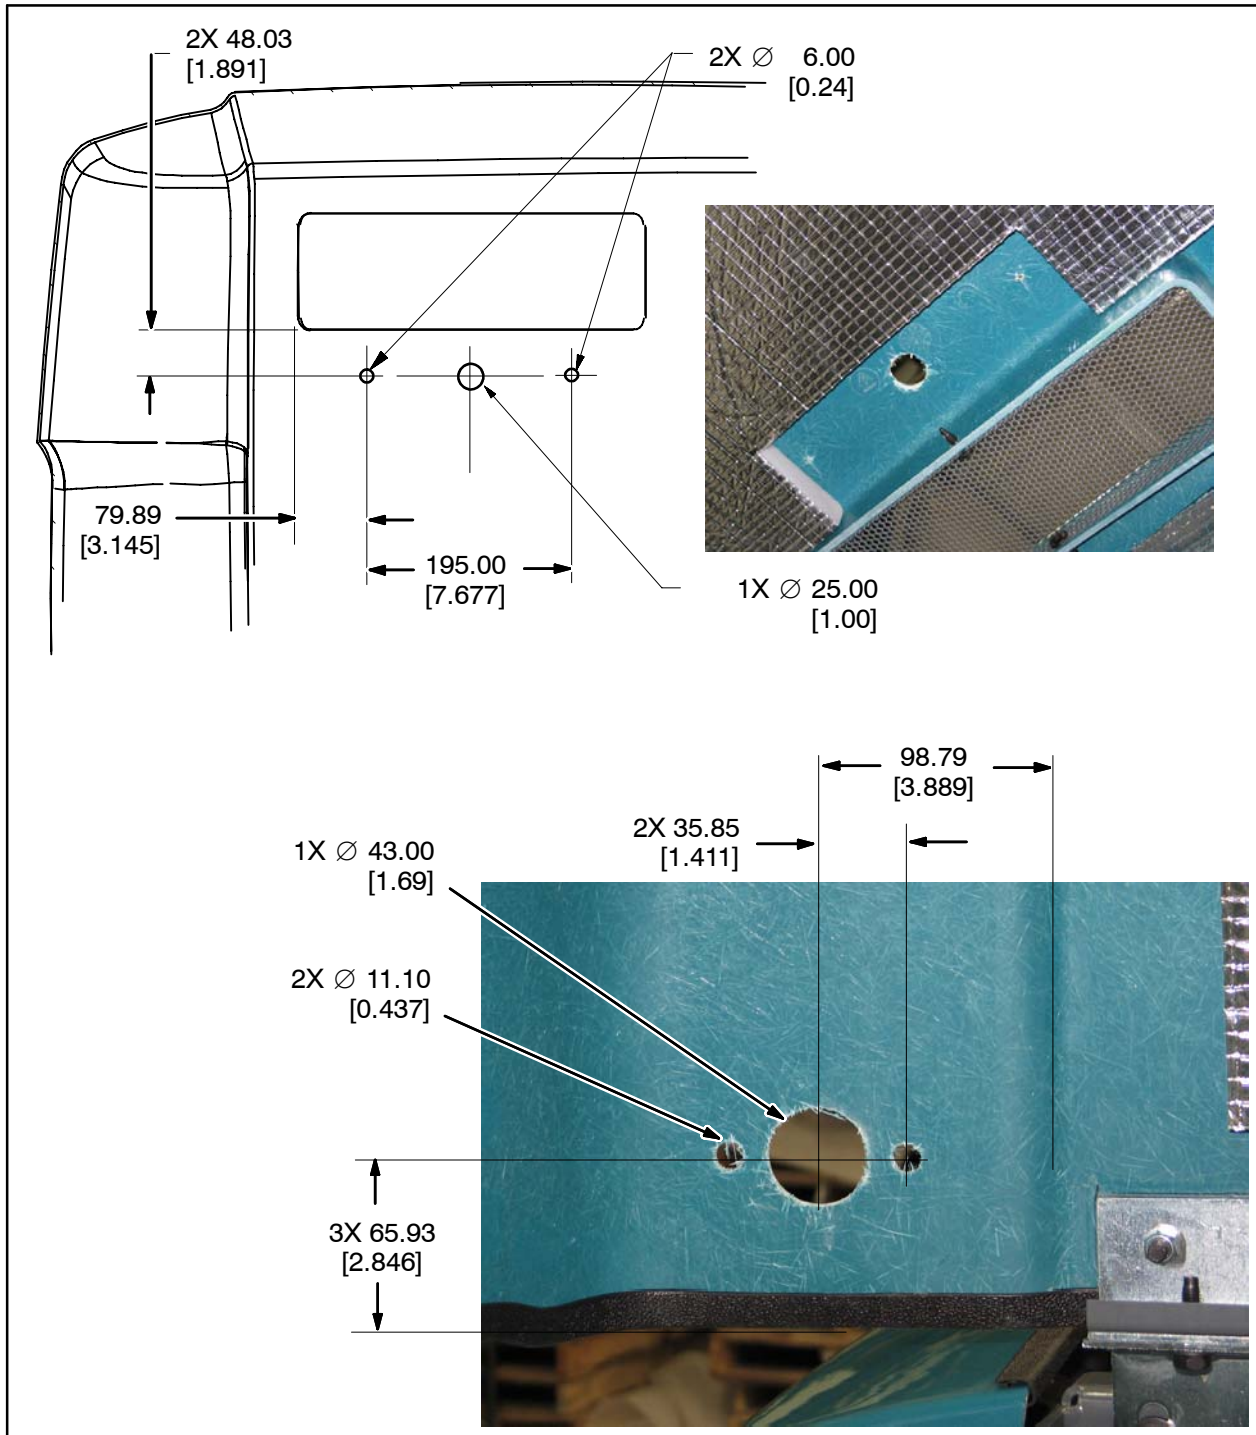 2X 48.03
[1.891]
2X ∅ 6.00
[0.24]
79.89
[3.145]
195.00
[7.677]
1X ∅ 25.00
[1.00]
98.79
[3.889]
2X 35.85
[1.411]
1X ∅ 43.00
[1.69]
2X ∅ 11.10
[0.437]
3X 65.93
[2.846]